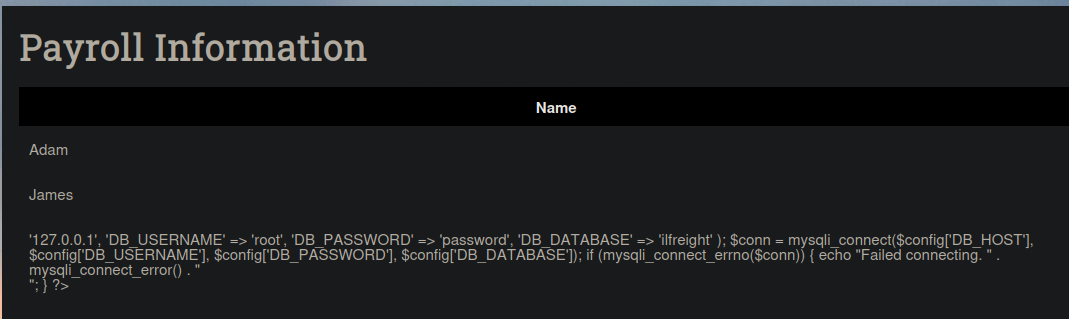 Payroll Information
Name
Adam
James
'127.0.0.1', 'DB_USERNAME' => 'root', 'DB_PASSWORD' => 'password', 'DB_DATABASE' => 'ilfreight' ); $conn = mysqli_connect($config['DB_HOST'],
$config['DB_USERNAME'], $config['DB_PASSWORD'], $config['DB_DATABASE']); if (mysqli_connect_errno($conn)) { echo "Failed connecting. " .
mysqli_connect_error() . "
"; } ?>